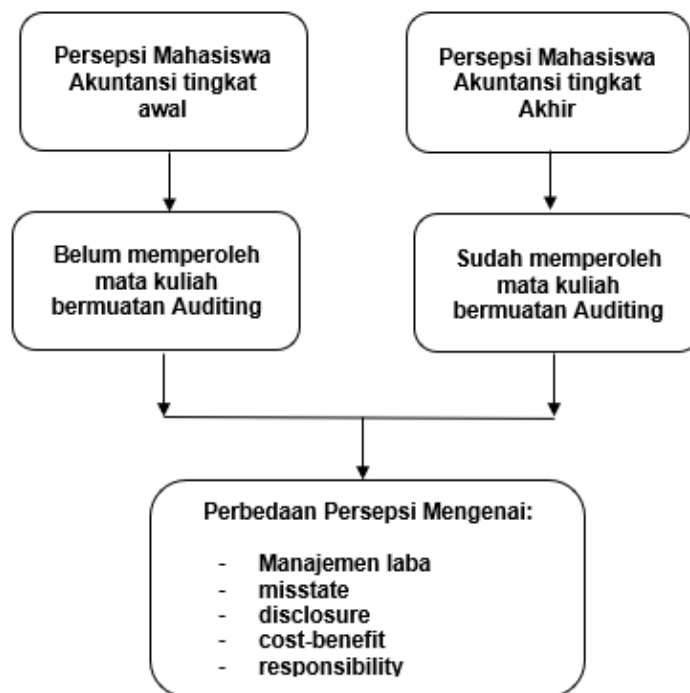 Persepsi Mahasiswa
Akuntansi tingkat
awal
Persepsi Mahasiswa
Akuntansi tingkat
Akhir
Belum memperoleh
mata kuliah
bermuatan Auditing
Sudah memperoleh
mata kuliah
bermuatan Auditing
Perbedaan Persepsi Mengenai:
- Manajemen laba
- misstate
- disclosure
- cost-benefit
- responsibility